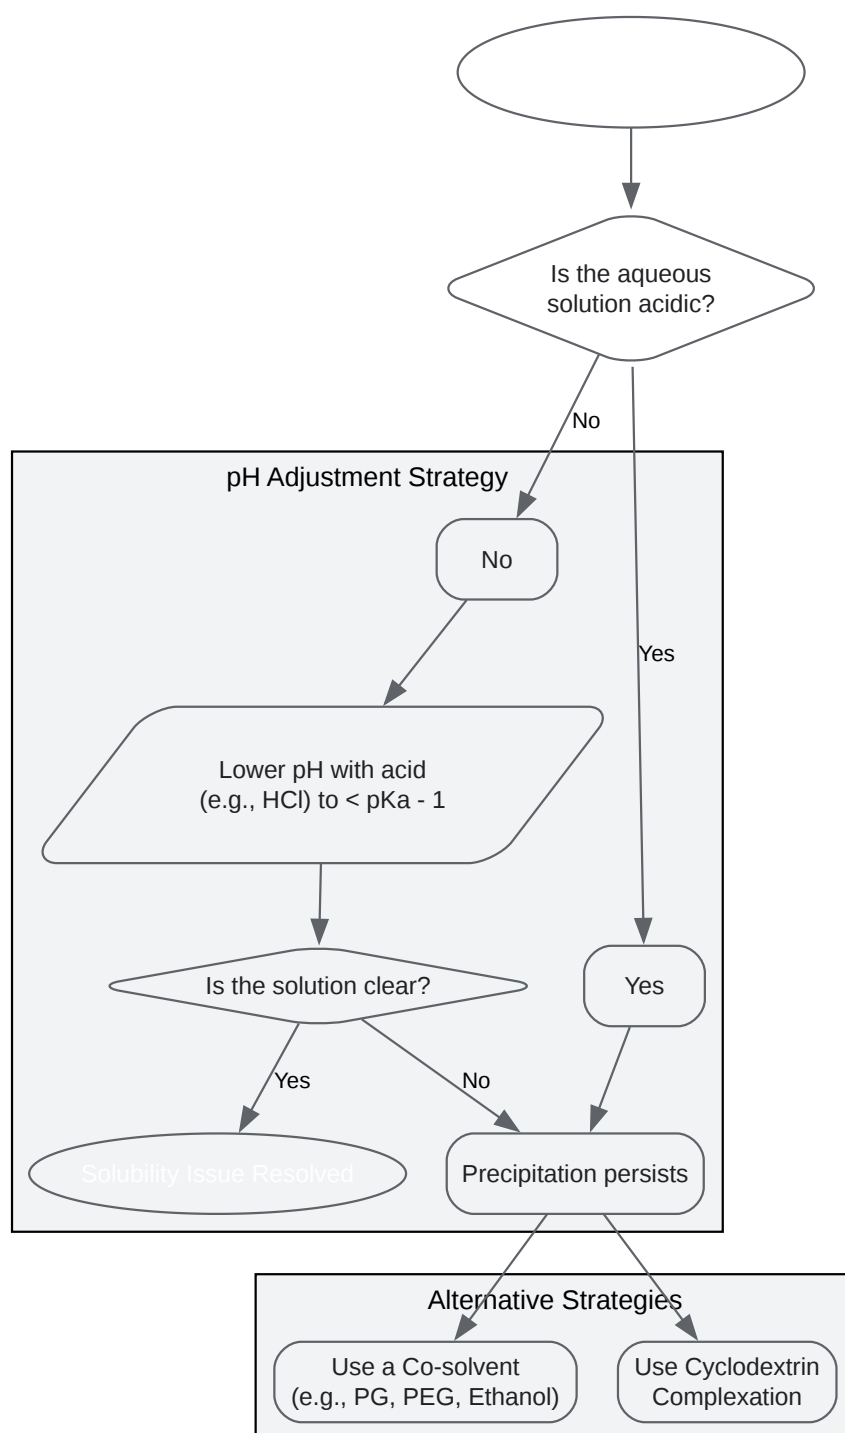 Is the aqueous
solution acidic?
No
pH Adjustment Strategy
No
Yes
Lower pH with acid
(e.g., HCl) to < pKa - 1
Is the solution clear?
Yes
Yes
No
Solubility Issue Resolved
Precipitation persists
Alternative Strategies
Use a Co-solvent
(e.g., PG, PEG, Ethanol)
Use Cyclodextrin
Complexation